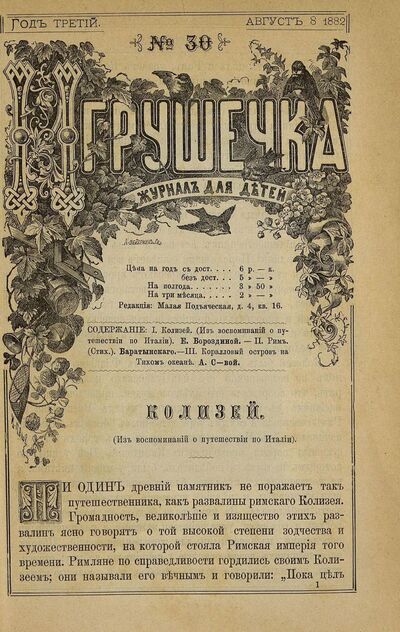 Годъ третій.
Августъ 8 1882
№ 30
Игрушечка
журналъ для дѣтей
Цѣна на годъ съ дост. . . . . 6 р. — к.
безъ дост. . . . . 5 » — »
На полгода. . . . . . . . 3 » 50 »
На три мѣсяца. . . . . . 2 » — »
Редакція: Малая Подъяческая, д. 4, кв. 16.
СОДЕРЖАНІЕ: I. Колизей. (Изъ воспоминаній о пу-
тешествіи по Италіи). Е. Вороздиной. — II. Римъ.
(Стих.). Баратынскаго.—III. Коралловый островъ на
Тихомъ океанѣ. А. С—вой.
КОЛИЗЕЙ.
(Изъ воспоминаній о путешествіи по Италіи).
НИ ОДИНЪ древній памятникъ не поражаетъ такъ
путешественника, какъ развалины римскаго Колизея.
Громадность, великолѣпіе и изящество этихъ раз-
валинъ ясно говорятъ о той высокой степени зодчества и
художественности, на которой стояла Римская имперія того
времени. Римляне по справедливости гордились своимъ Коли-
зеемъ; они называли его вѣчнымъ и говорили: „Пока цѣлъ
1